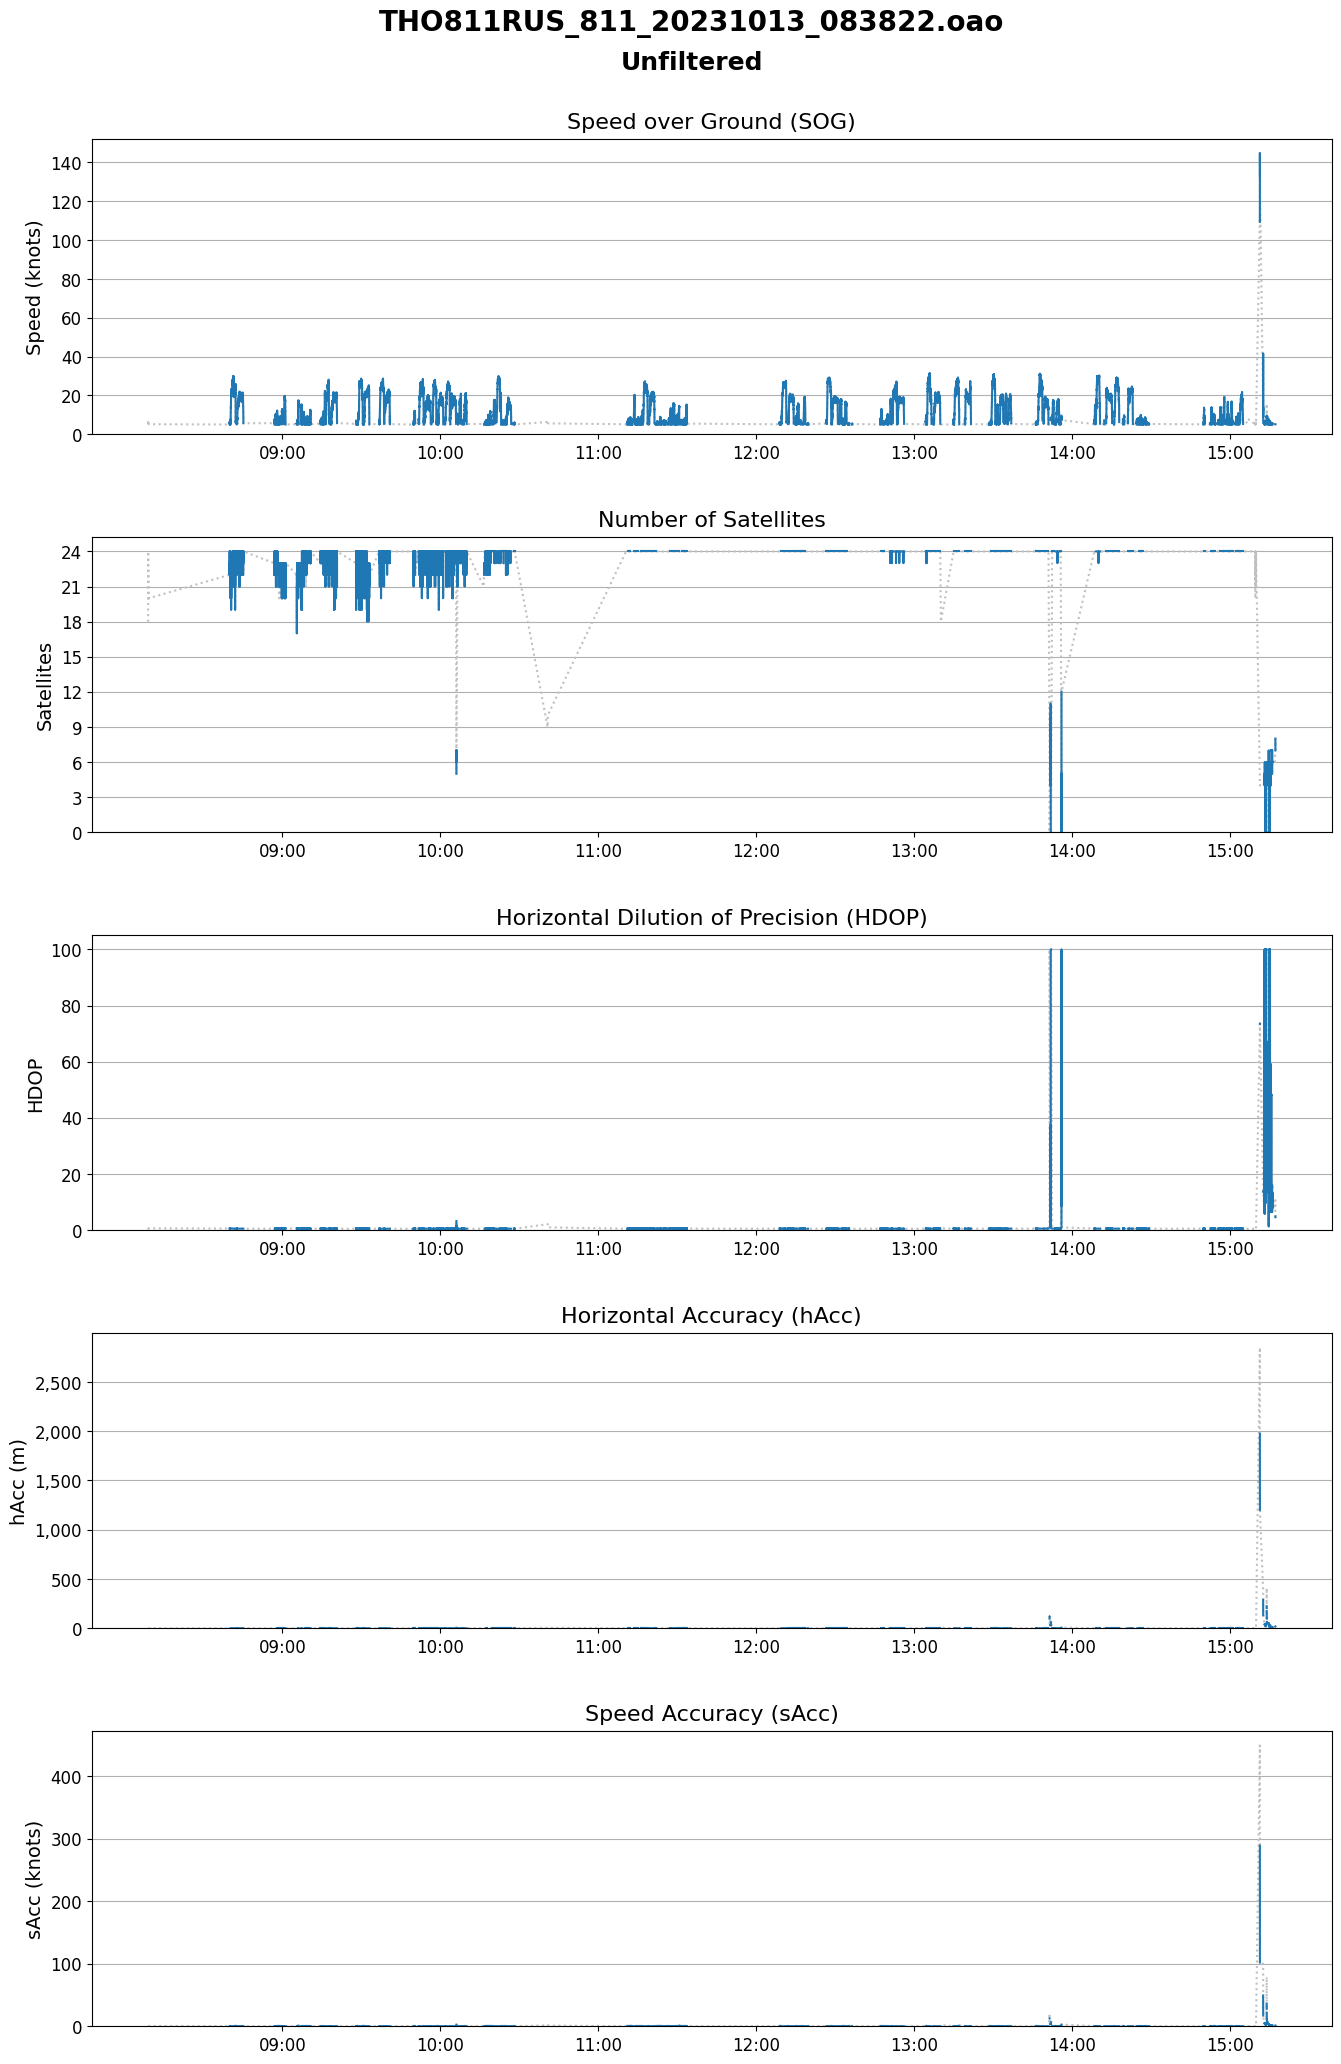 THO811RUS_811_20231013_083822.oao
Unfiltered
Speed over Ground (SOG)
Speed (knots)
140
120
100
80
60
40
20
0
09:00 10:00 11:00 12:00 13:00 14:00 15:00
Number of Satellites
Satellites
24
21
18
15
12
9
6
3
0
09:00 10:00 11:00 12:00 13:00 14:00 15:00
Horizontal Dilution of Precision (HDOP)
HDOP
100
80
60
40
20
0
09:00 10:00 11:00 12:00 13:00 14:00 15:00
Horizontal Accuracy (hAcc)
hAcc (m)
2,500
2,000
1,500
1,000
500
0
09:00 10:00 11:00 12:00 13:00 14:00 15:00
Speed Accuracy (sAcc)
sAcc (knots)
400
300
200
100
0
09:00 10:00 11:00 12:00 13:00 14:00 15:00